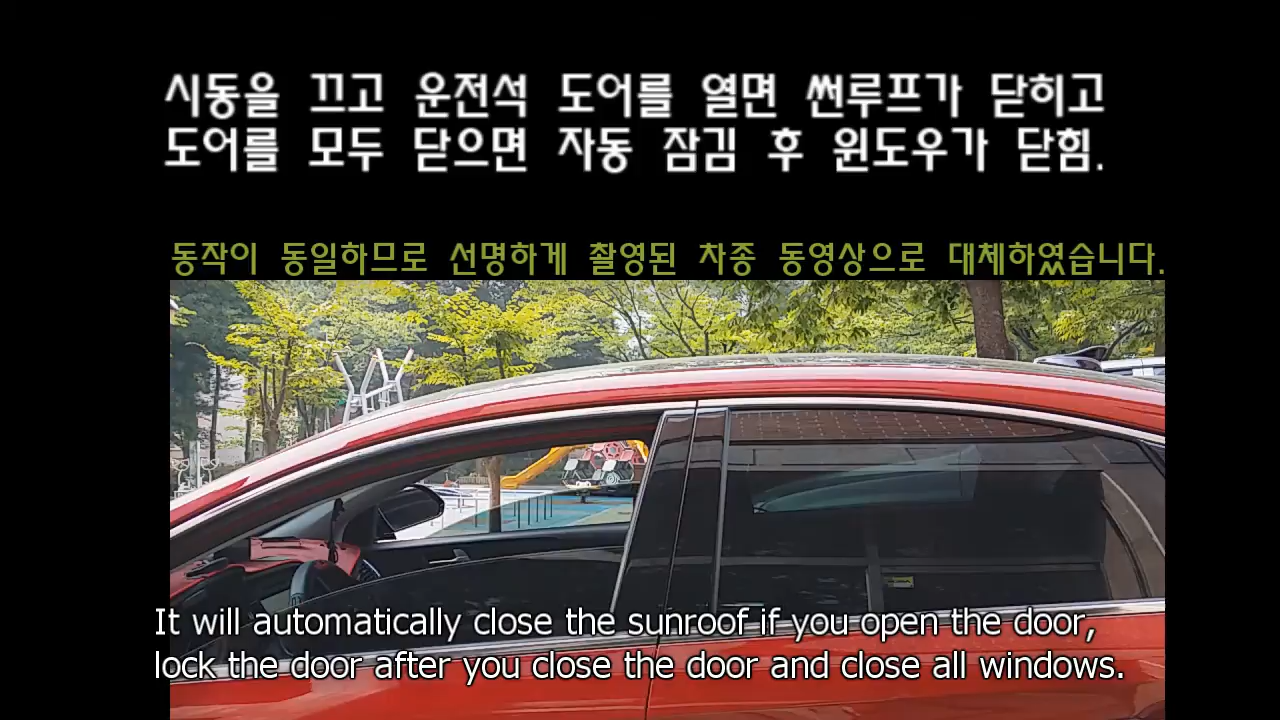 시동을 끄고 운전석 도어를 열면 썬루프가 닫히고
도어를 모두 닫으면 자동 잠김 후 윈도우가 닫힘.
동작이 동일하므로 선명하게 촬영된 차종 동영상으로 대체하였습니다.
It will automatically close the sunroof if you open the door,
lock the door after you close the door and close all windows.